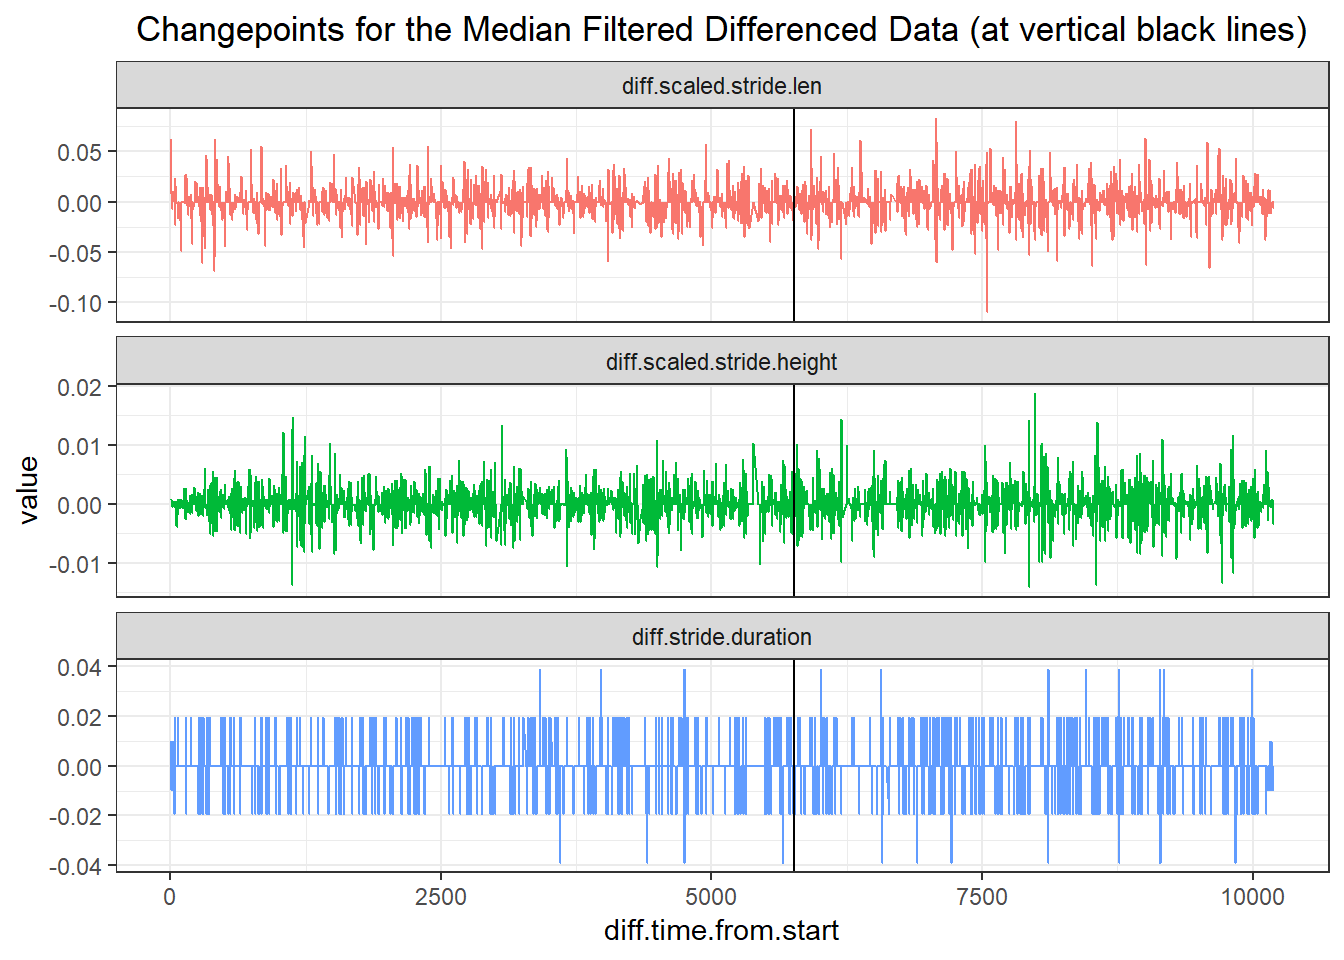 Changepoints for the Median Filtered Differenced Data (at vertical black lines)
diff.scaled.stride.len
0.05
0.00
-0.05
-0.10
diff.scaled.stride.height
0.02
0.01
0.00
-0.01
value
diff.stride.duration
0.04
0.02
0.00
-0.02
-0.04
0 2500 5000 7500 10000
diff.time.from.start